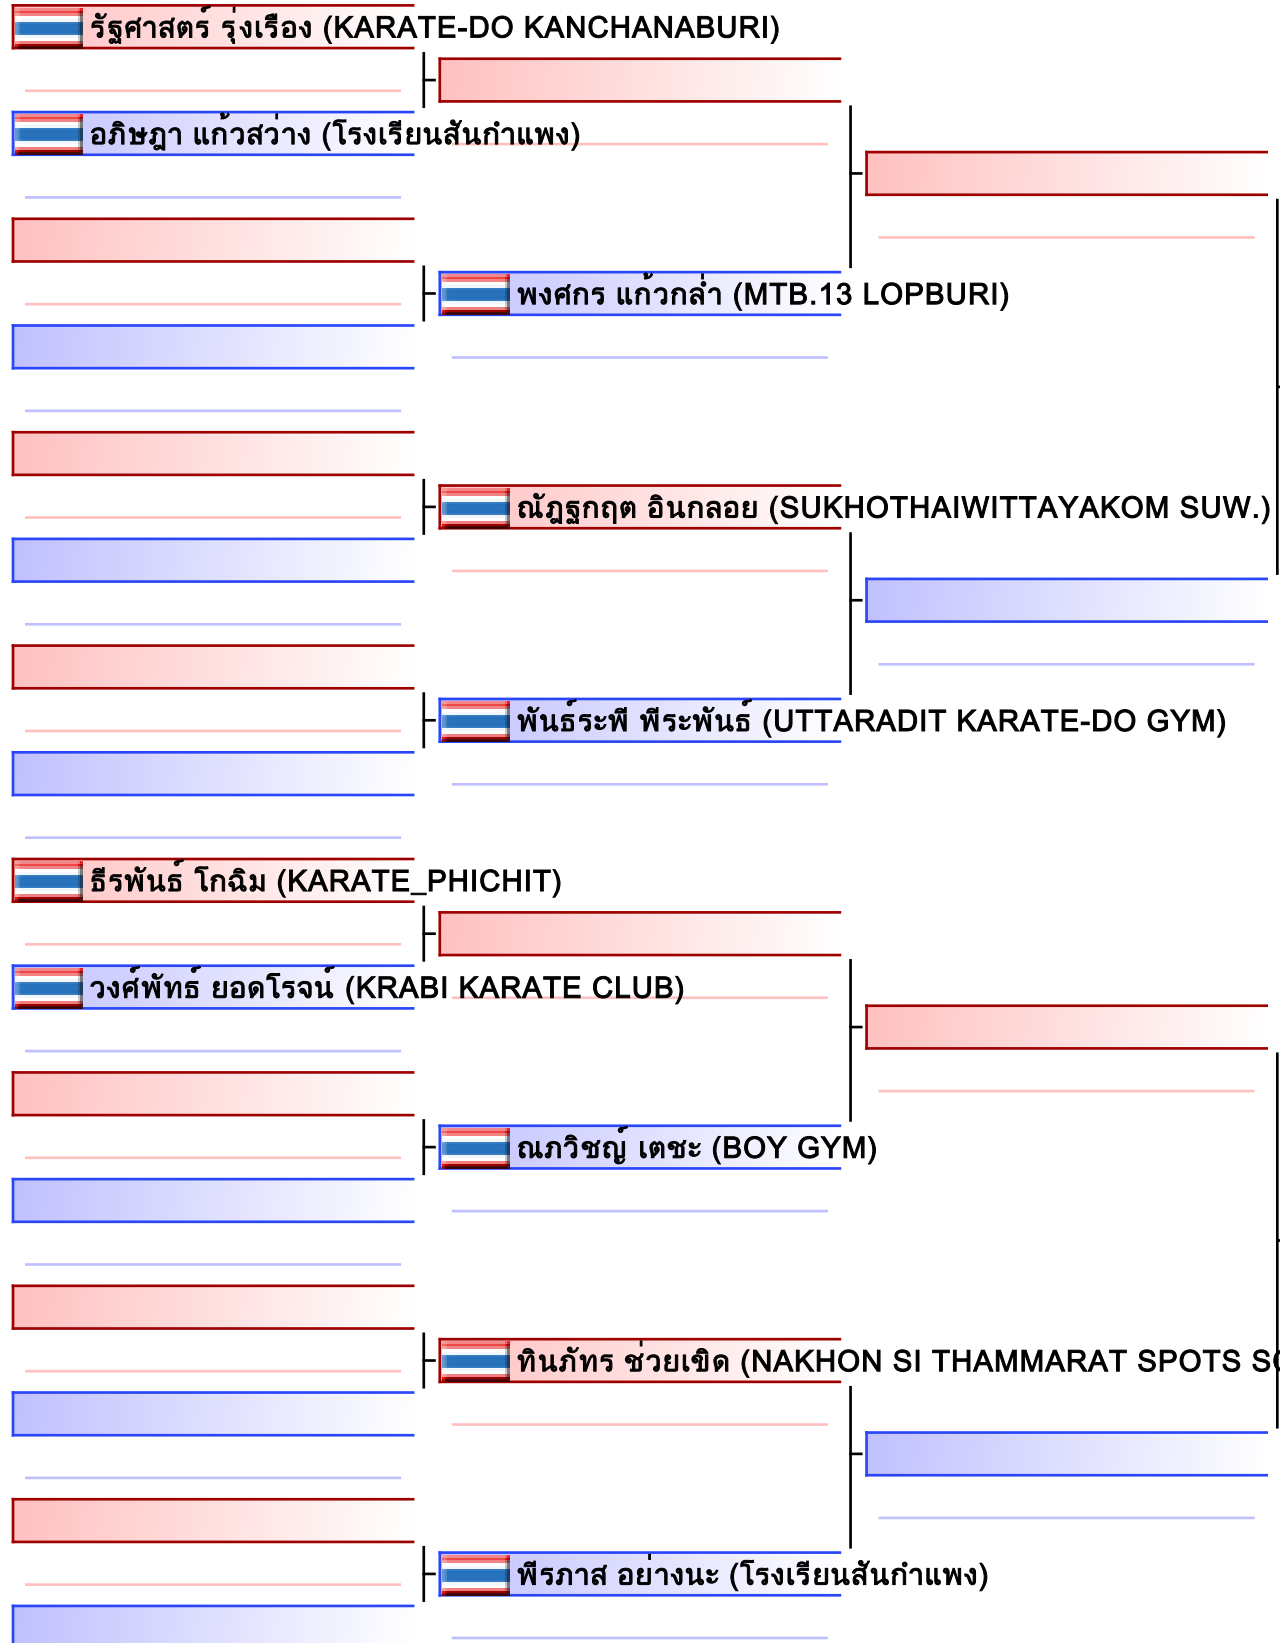 รัฐศาสตร์ รุ่งเรือง (KARATE-DO KANCHANABURI)
อภิษฎา แก้วสว่าง (โรงเรียนสันกำแพง)
พงศกร แก้วกล่ำ (MTB.13 LOPBURI)
ณัฎฐกฤต อินกลอย (SUKHOTHAIWITTAYAKOM SUW.)
พันธ์ระพี พีระพันธ์ (UTTARADIT KARATE-DO GYM)
ธีรพันธ์ โกฉิม (KARATE_PHICHIT)
วงศ์พัทธ์ ยอดโรจน์ (KRABI KARATE CLUB)
ณภวิชญ์ เตชะ (BOY GYM)
ทินภัทร ช่วยเขิด (NAKHON SI THAMMARAT SPOTS
พีรภาส อย่างนะ (โรงเรียนสันกำแพง)